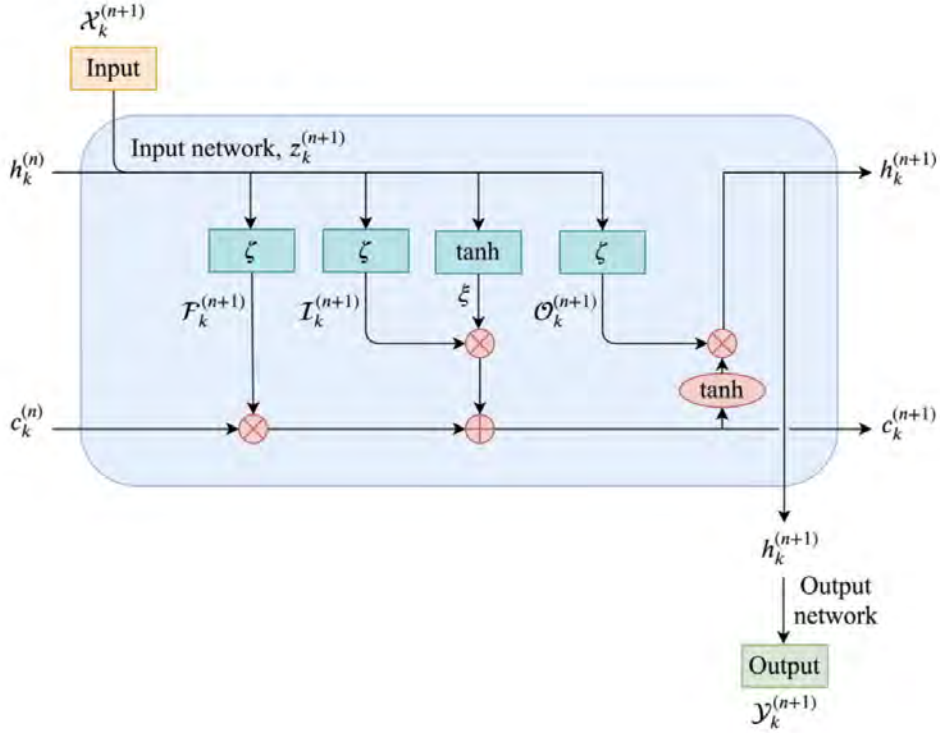 𝒳_k^{(n+1)}
Input
Input network, z_k^{(n+1)}
h_k^{(n)}
h_k^{(n+1)}
ζ
ζ
tanh
ζ
ℱ_k^{(n+1)}
ℐ_k^{(n+1)}
ξ
𝒪_k^{(n+1)}
tanh
c_k^{(n)}
c_k^{(n+1)}
h_k^{(n+1)}
Output
network
Output
𝒴_k^{(n+1)}